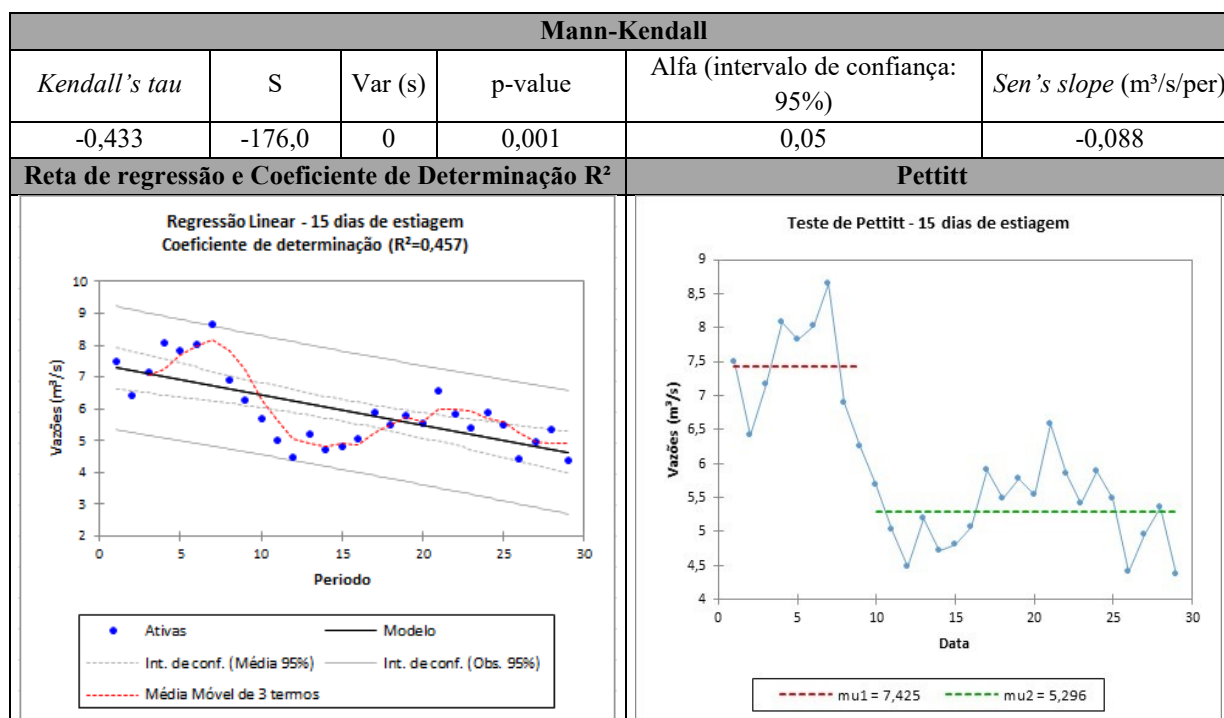 Mann-Kendall
Kendall's tau
S
Var (s)
p-value
Alfa (intervalo de confiança:
95%)
Sen's slope (m³/s/per)
-0,433
-176,0
0
0,001
0,05
-0,088
Reta de regressão e Coeficiente de Determinação R²
Pettitt
Regressão Linear - 15 dias de estiagem
Coeficiente de determinação (R²=0,457)
10
9
8
7
6
5
4
3
2
Vazões (m³/s)
0
5
10
15
20
25
30
Periodo
Ativas
Modelo
Int. de conf. (Média 95%)
Int. de conf. (Obs. 95%)
Média Móvel de 3 termos
Teste de Pettitt - 15 dias de estiagem
9
8,5
8
7,5
7
6,5
6
5,5
5
4,5
4
Vazões (m³/s)
0
5
10
15
20
25
30
Data
mu1 = 7,425
mu2 = 5,296